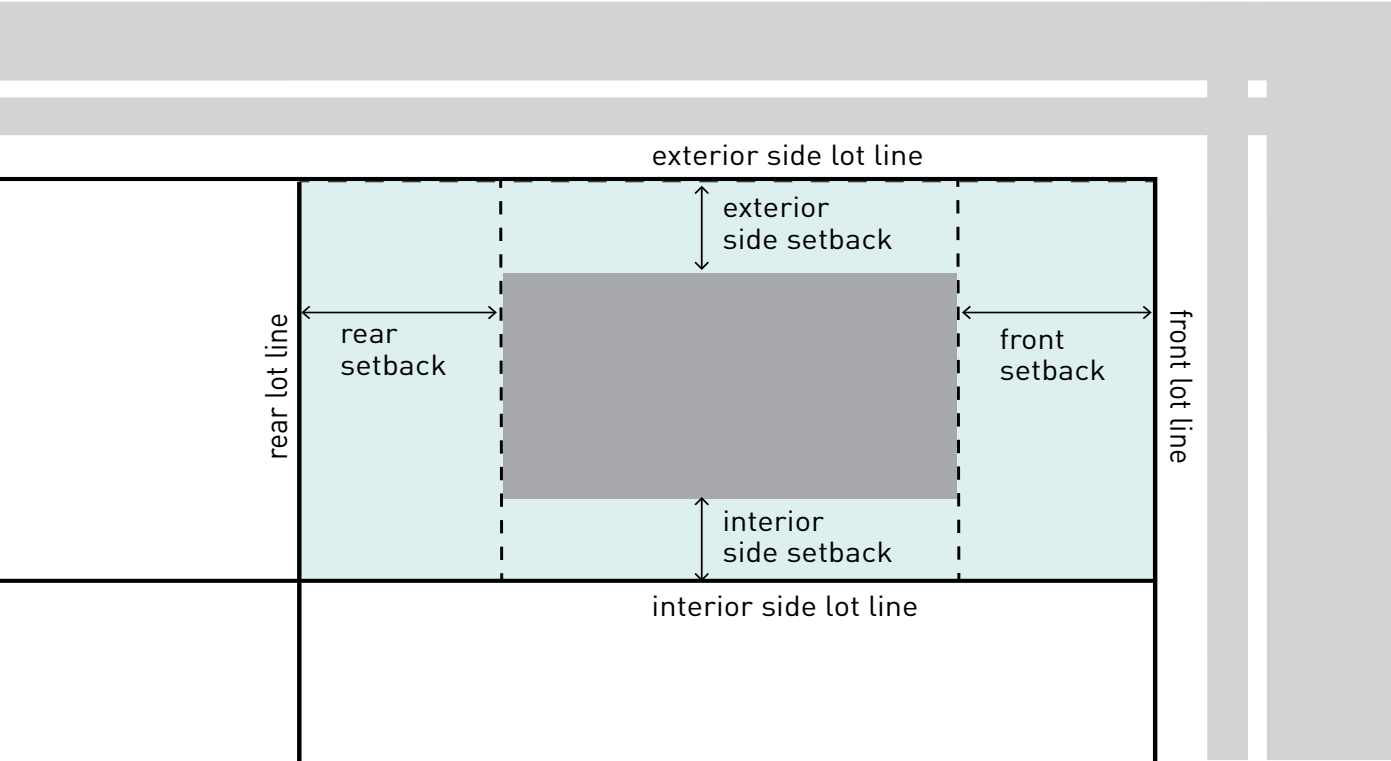 exterior side lot line
exterior
side setback
rear lot line
rear
setback
front
setback
front lot line
interior
side setback
interior side lot line